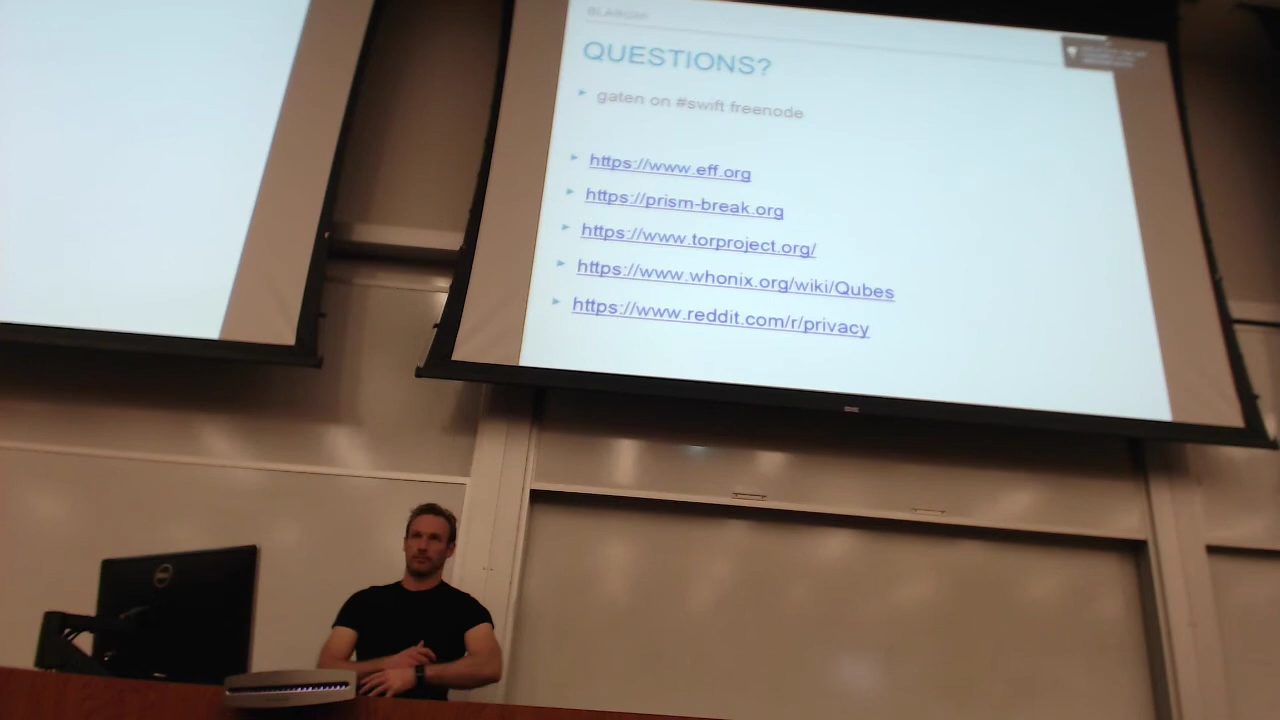 QUESTIONS?
gaten on #swift freenode
https://www.eff.org
https://prism-break.org
https://www.torproject.org/
https://www.whonix.org/wiki/Qubes
https://www.reddit.com/r/privacy
DELL